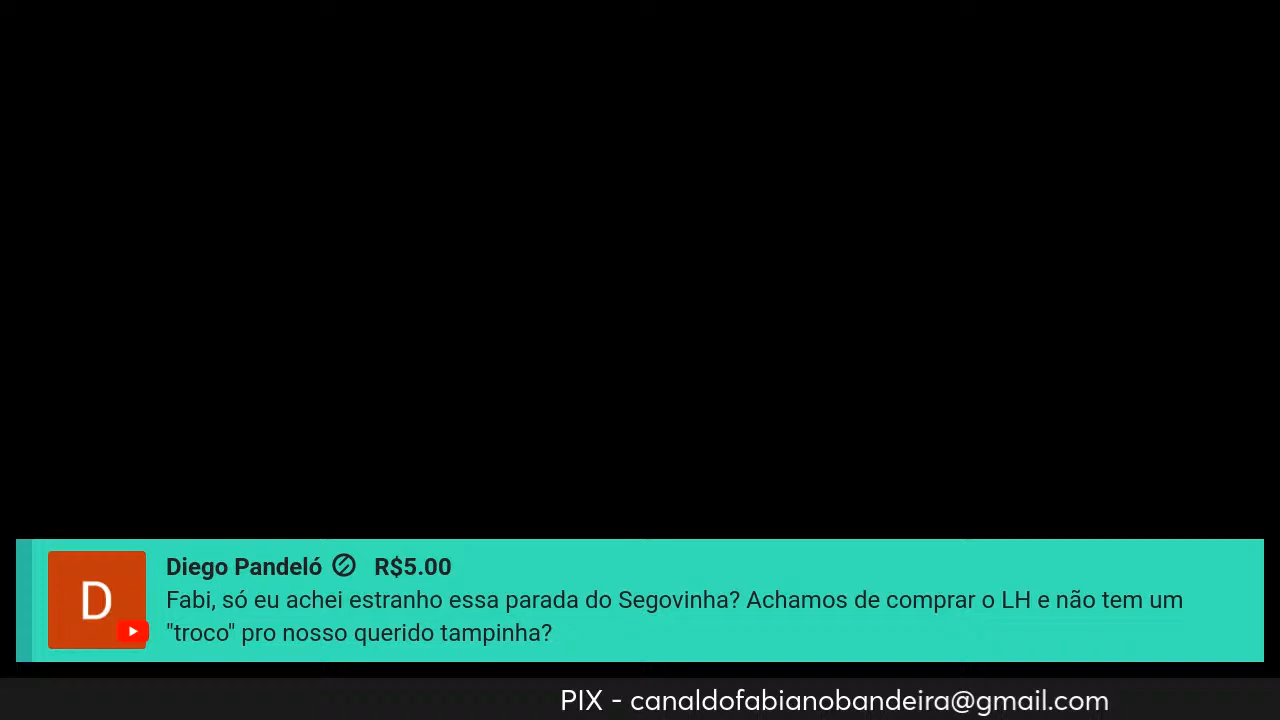 D
Diego Pandeló R$5.00
Fabi, só eu achei estranho essa parada do Segovinha? Achamos de comprar o LH e não tem um
"troco" pro nosso querido tampinha?
PIX - canaldofabianobandeira@gmail.com